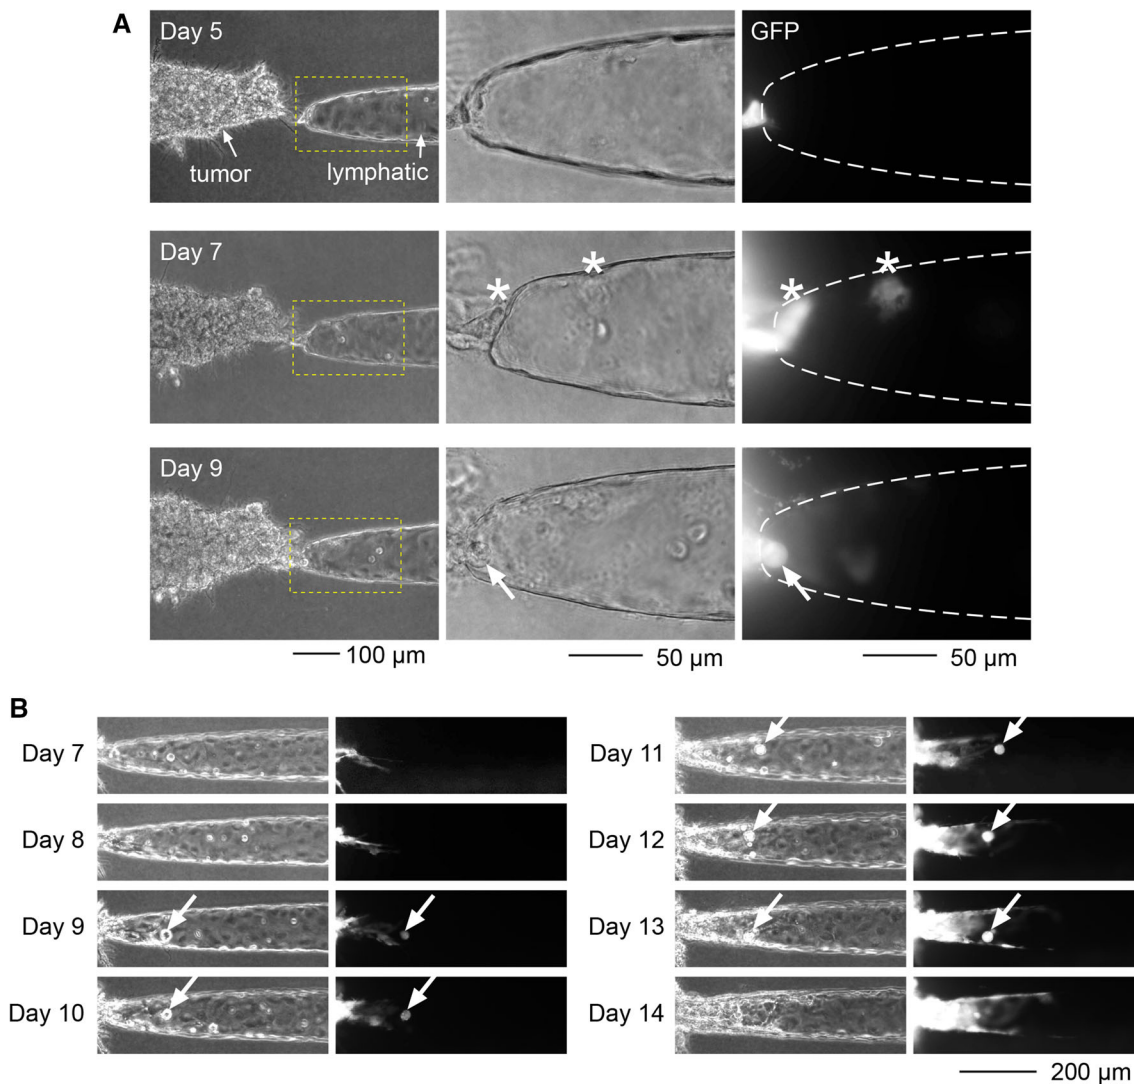 A
Day 5
GFP
tumor
lymphatic
Day 7
*
*
*
*
Day 9
100 µm
50 µm
50 µm
B
Day 7
Day 8
Day 9
Day 10
Day 11
Day 12
Day 13
Day 14
200 µm